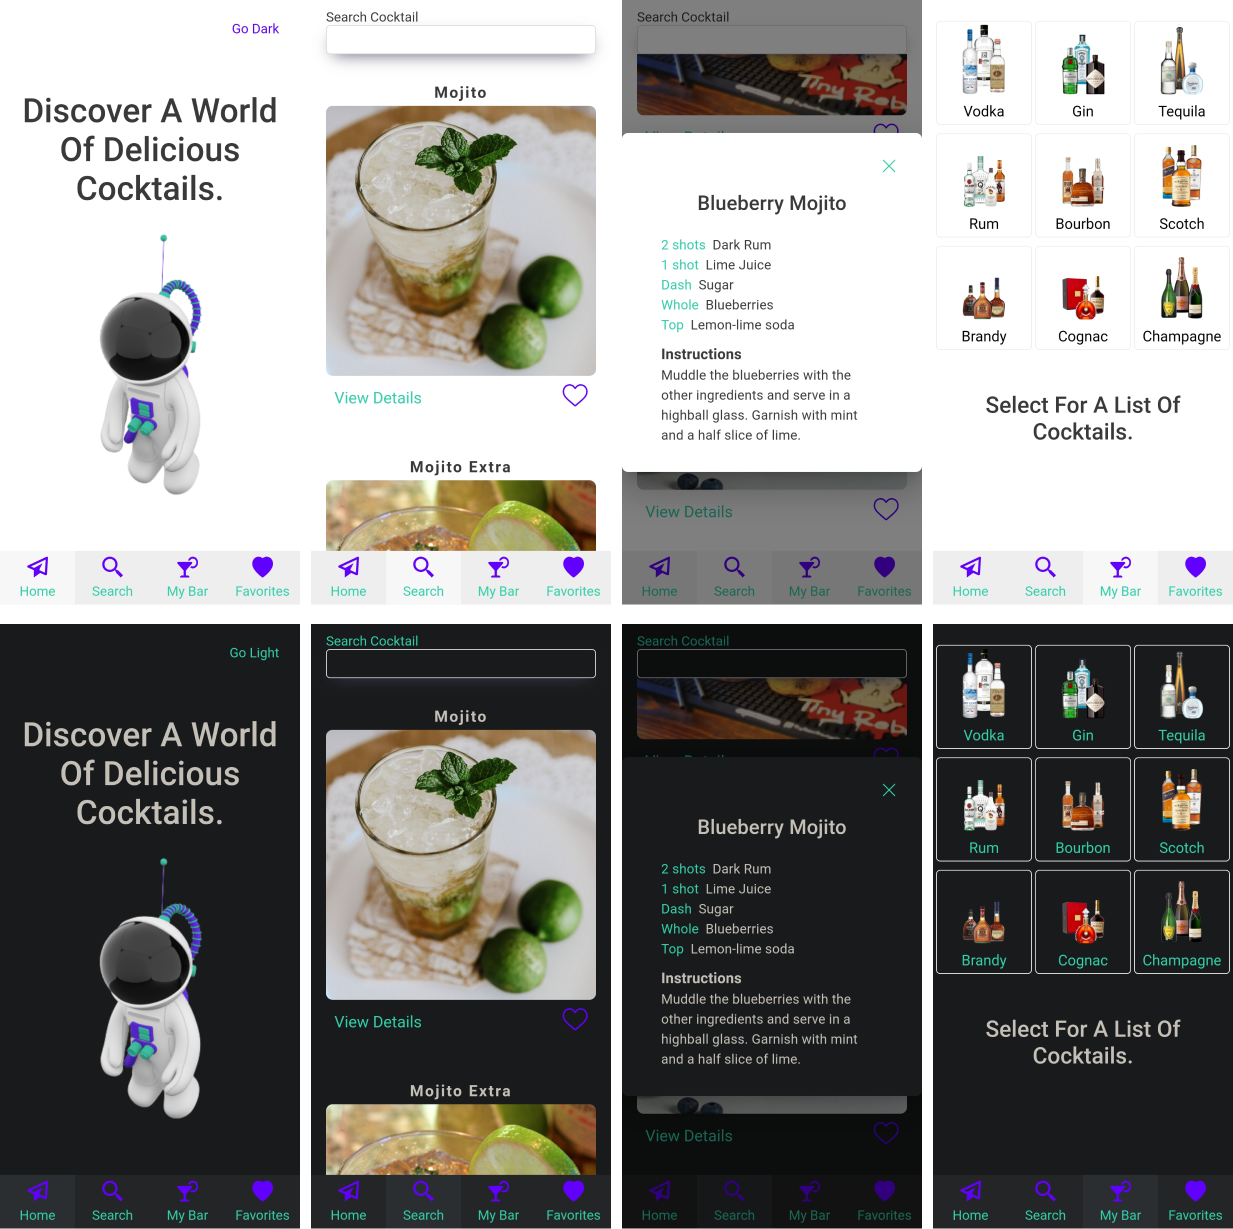 Go Dark
Discover A World
Of Delicious
Cocktails.
Home
Search
My Bar
Favorites
Search Cocktail
Mojito
View Details
Mojito Extra
Home
Search
My Bar
Favorites
Search Cocktail
Tiny Rob
Blueberry Mojito
2 shots Dark Rum
1 shot Lime Juice
Dash Sugar
Whole Blueberries
Top Lemon-lime soda
Instructions
Muddle the blueberries with the
other ingredients and serve in a
highball glass. Garnish with mint
and a half slice of lime.
View Details
Home
Search
My Bar
Favorites
Vodka
Gin
Tequila
Rum
Bourbon
Scotch
Brandy
Cognac
Champagne
Select For A List Of
Cocktails.
Home
Search
My Bar
Favorites
Go Light
Discover A World
Of Delicious
Cocktails.
Home
Search
My Bar
Favorites
Search Cocktail
Mojito
View Details
Mojito Extra
Home
Search
My Bar
Favorites
Search Cocktail
Tiny Rob
Blueberry Mojito
2 shots Dark Rum
1 shot Lime Juice
Dash Sugar
Whole Blueberries
Top Lemon-lime soda
Instructions
Muddle the blueberries with the
other ingredients and serve in a
highball glass. Garnish with mint
and a half slice of lime.
View Details
Home
Search
My Bar
Favorites
Vodka
Gin
Tequila
Rum
Bourbon
Scotch
Brandy
Cognac
Champagne
Select For A List Of
Cocktails.
Home
Search
My Bar
Favorites